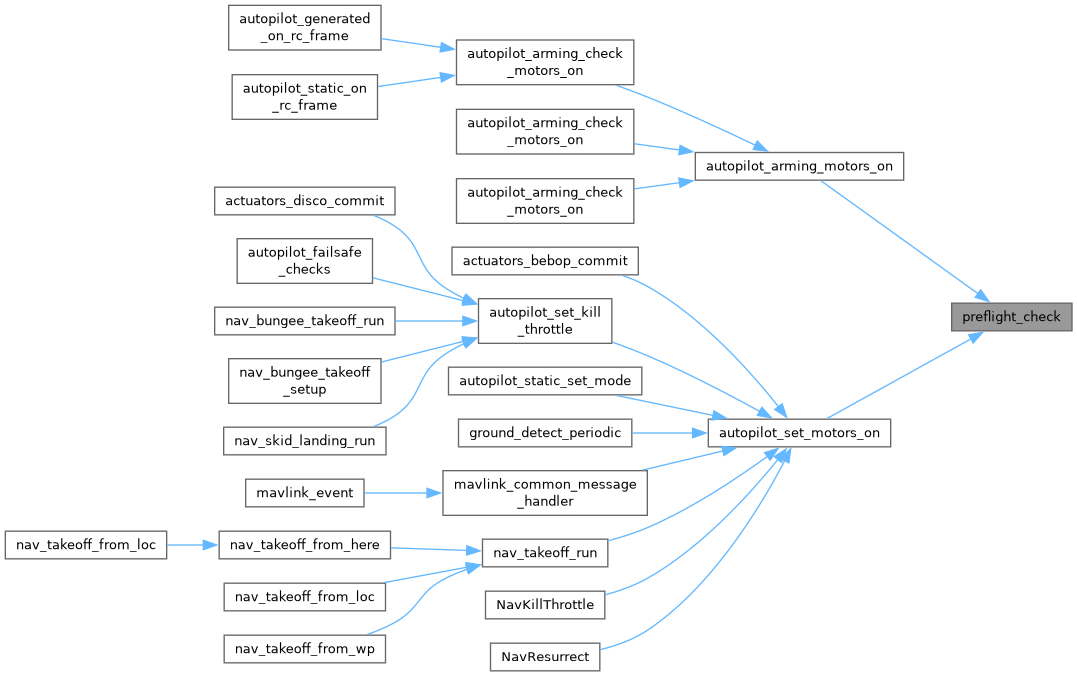 autopilot_generated
_on_rc_frame
autopilot_arming_check
_motors_on
autopilot_static_on
_rc_frame
autopilot_arming_check
_motors_on
autopilot_arming_motors_on
autopilot_arming_check
_motors_on
actuators_disco_commit
autopilot_failsafe
_checks
actuators_bebop_commit
nav_bungee_takeoff_run
autopilot_set_kill
_throttle
preflight_check
nav_bungee_takeoff
_setup
autopilot_static_set_mode
nav_skid_landing_run
ground_detect_periodic
autopilot_set_motors_on
mavlink_event
mavlink_common_message
_handler
nav_takeoff_from_loc
nav_takeoff_from_here
nav_takeoff_run
nav_takeoff_from_loc
NavKillThrottle
nav_takeoff_from_wp
NavResurrect